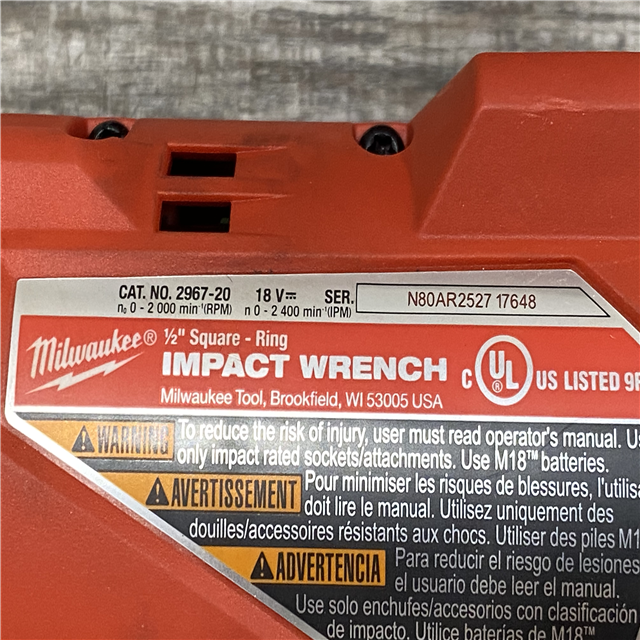 CAT. NO. 2967-20 18 V⎓ SER. N80AR2527 17648
n₀ 0 - 2 000 min⁻¹(RPM) n 0 - 2 400 min⁻¹(IPM)
Milwaukee® ½" Square - Ring
IMPACT WRENCH
Milwaukee Tool, Brookfield, WI 53005 USA
C UL® US LISTED
WARNING To reduce the risk of injury, user must read operator's manual.
only impact rated sockets/attachments. Use M18™ batteries.
AVERTISSEMENT Pour minimiser les risques de blessures,
doit lire le manual. Utilisez uniquement des
douilles/accessoires résistants aux chocs. Utiliser des piles
ADVERTENCIA Para reducir el riesgo de lesiones
el usuario debe leer el manual.
Use solo enchufes/accesorios con clasificación
de impacto. Utilice baterías de M18™